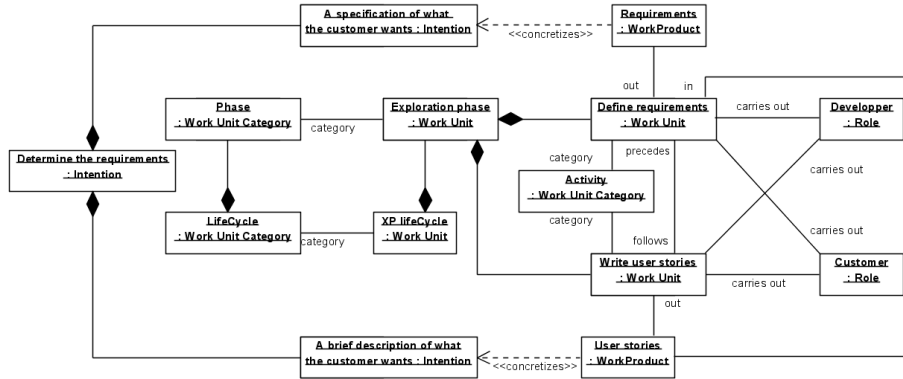 A specification of what
the customer wants : Intention
<<concretizes>>
Requirements
: WorkProduct
out
in
Phase
: Work Unit Category
category
Exploration phase
: Work Unit
Define requirements
: Work Unit
carries out
Developper
: Role
Determine the requirements
: Intention
category
precedes
Activity
: Work Unit Category
category
carries out
LifeCycle
: Work Unit Category
category
XP lifeCycle
: Work Unit
follows
carries out
Write user stories
: Work Unit
carries out
Customer
: Role
out
A brief description of what
the customer wants : Intention
<<concretizes>>
User stories
: WorkProduct